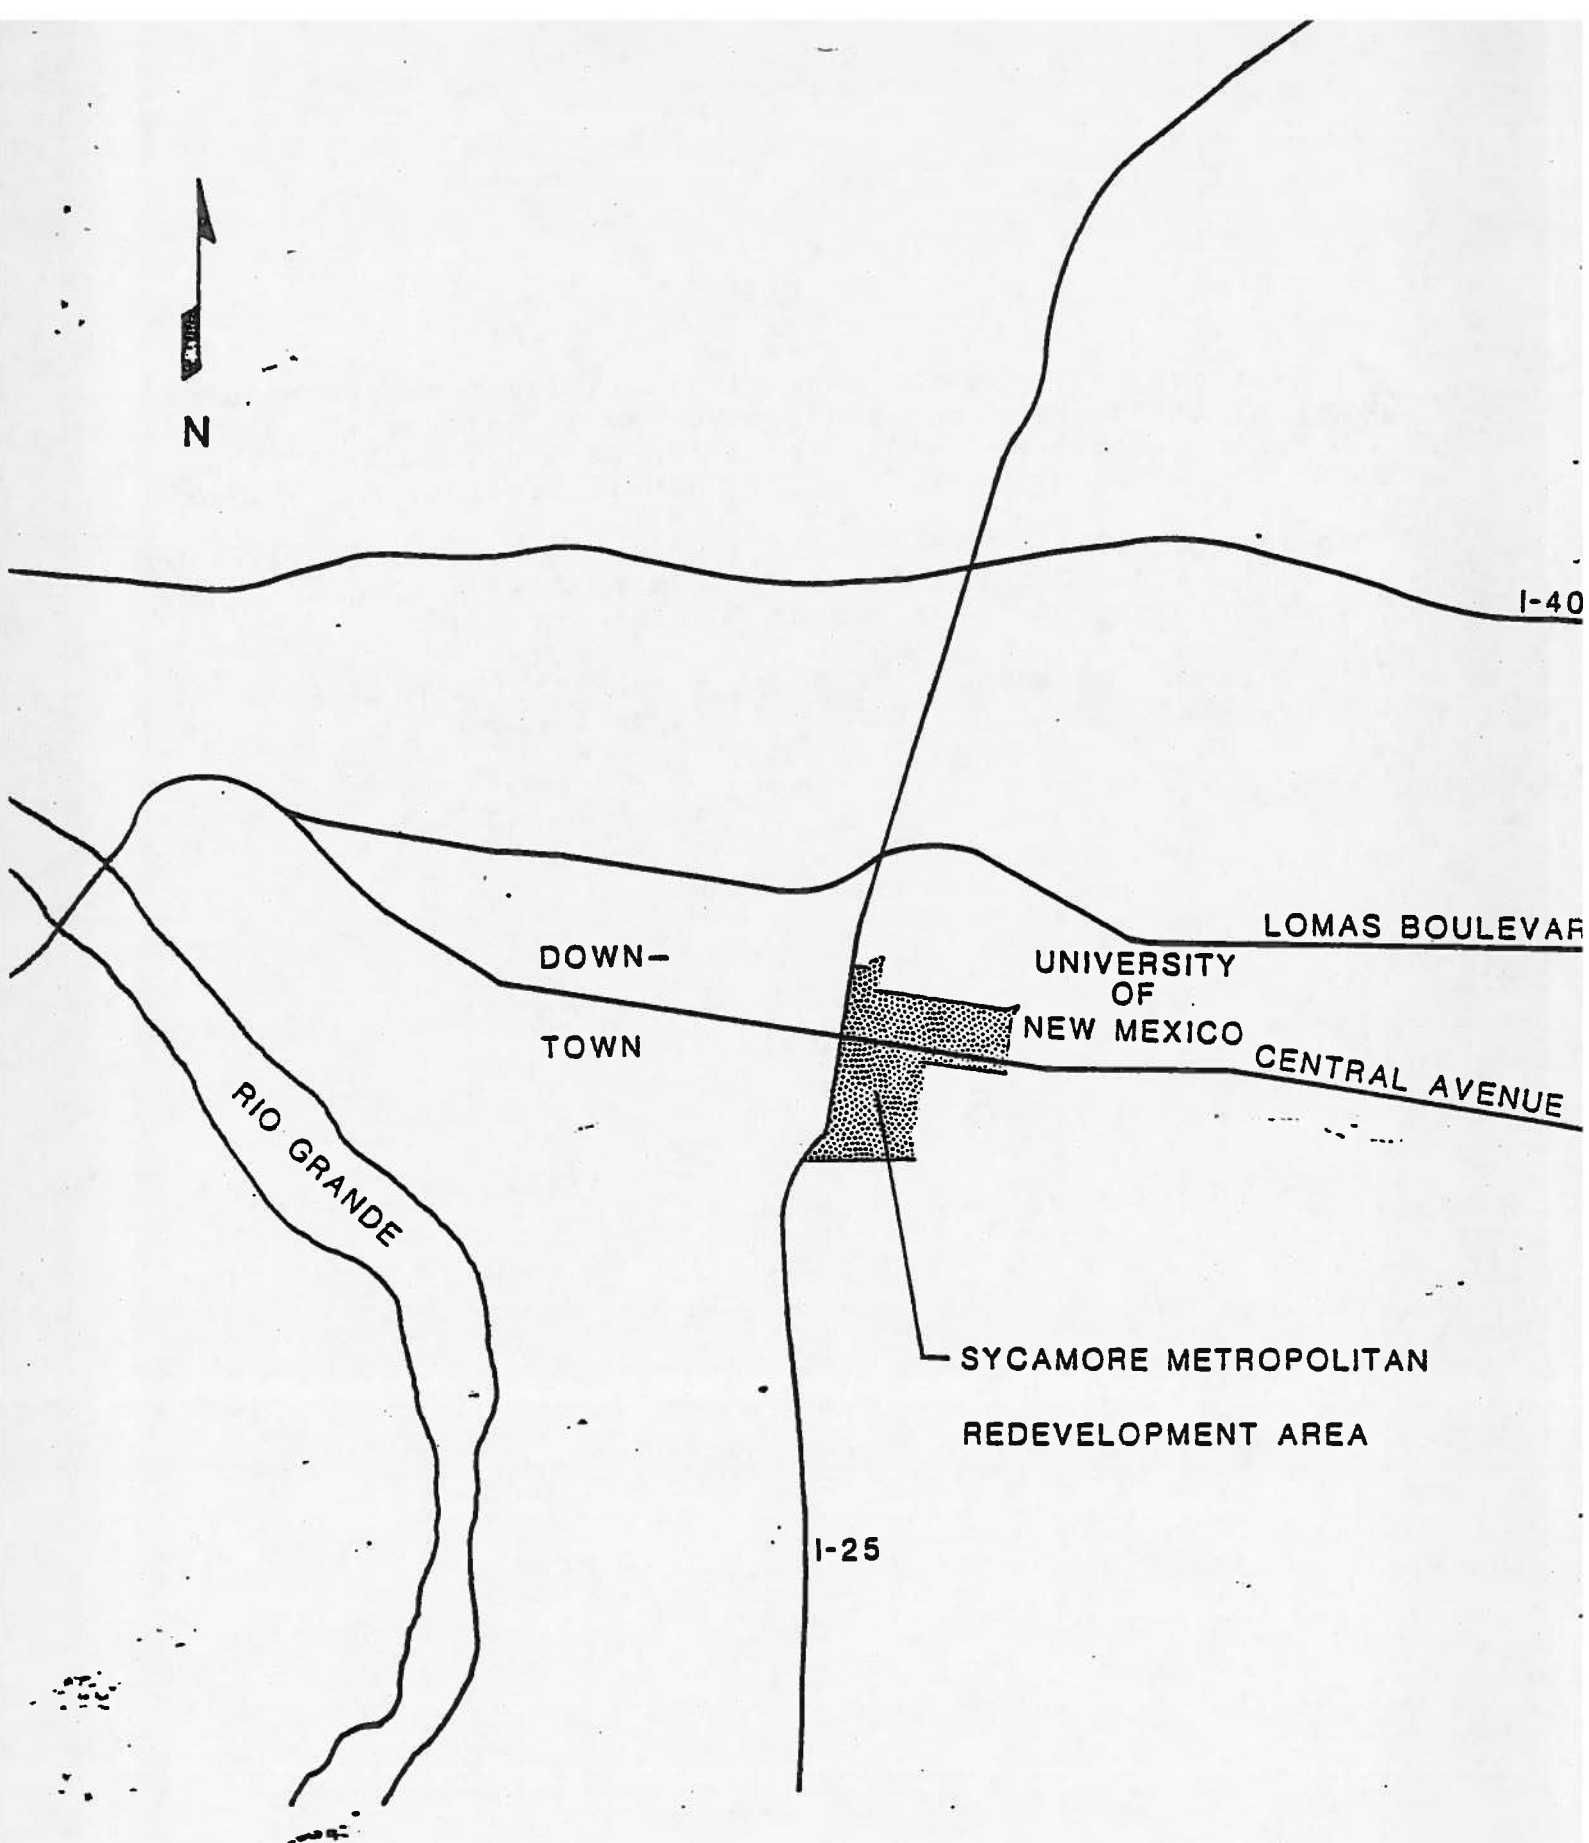 N
I-40
LOMAS BOULEVAR
DOWN-
TOWN
UNIVERSITY
OF
NEW MEXICO
CENTRAL AVENUE
RIO GRANDE
SYCAMORE METROPOLITAN
REDEVELOPMENT AREA
I-25